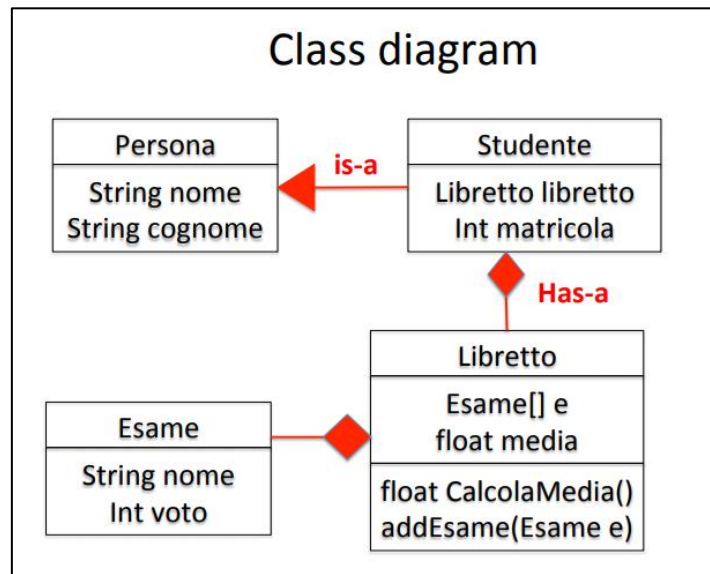 Class diagram
Persona
String nome
String cognome
is-a
Studente
Libretto libretto
Int matricola
Has-a
Libretto
Esame[] e
float media
float CalcolaMedia()
addEsame(Esame e)
Esame
String nome
Int voto